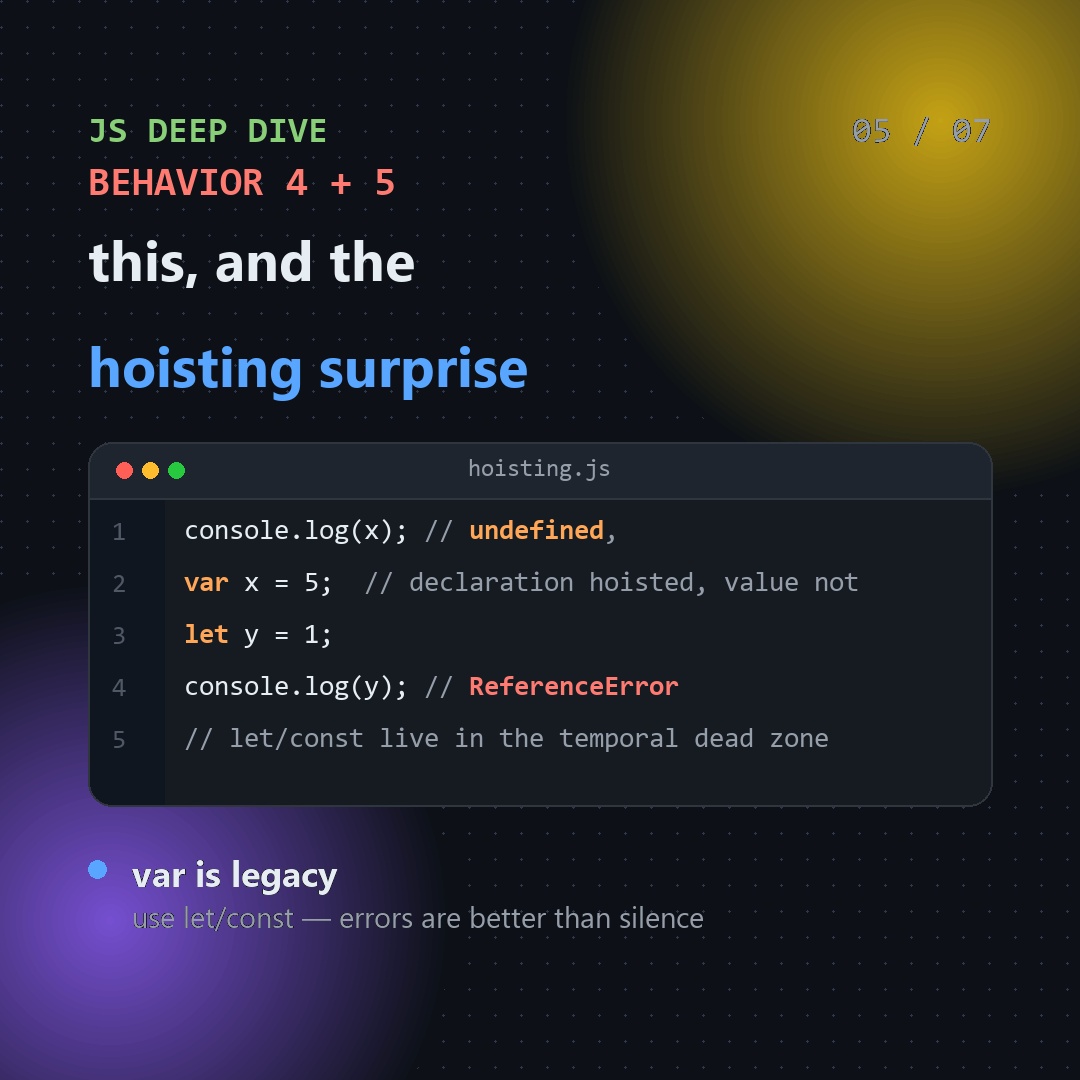 JS DEEP DIVE
05 / 07
BEHAVIOR 4 + 5
this, and the
hoisting surprise
hoisting.js
1 console.log(x); // undefined,
2 var x = 5;  // declaration hoisted, value not
3 let y = 1;
4 console.log(y); // ReferenceError
5 // let/const live in the temporal dead zone
var is legacy
use let/const — errors are better than silence